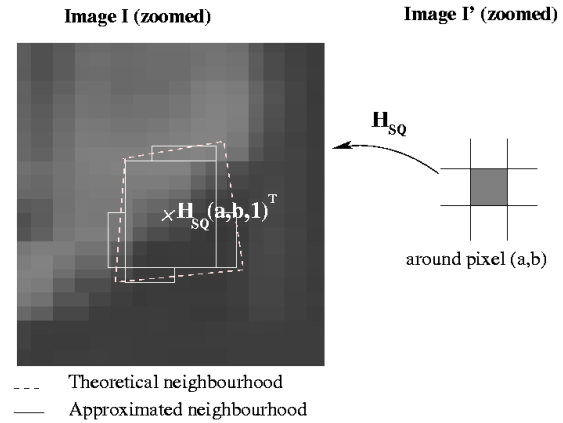 Image I (zoomed)
Image I' (zoomed)
H_SQ
×H_SQ(a,b,1)^T
around pixel (a,b)
Theoretical neighbourhood
Approximated neighbourhood